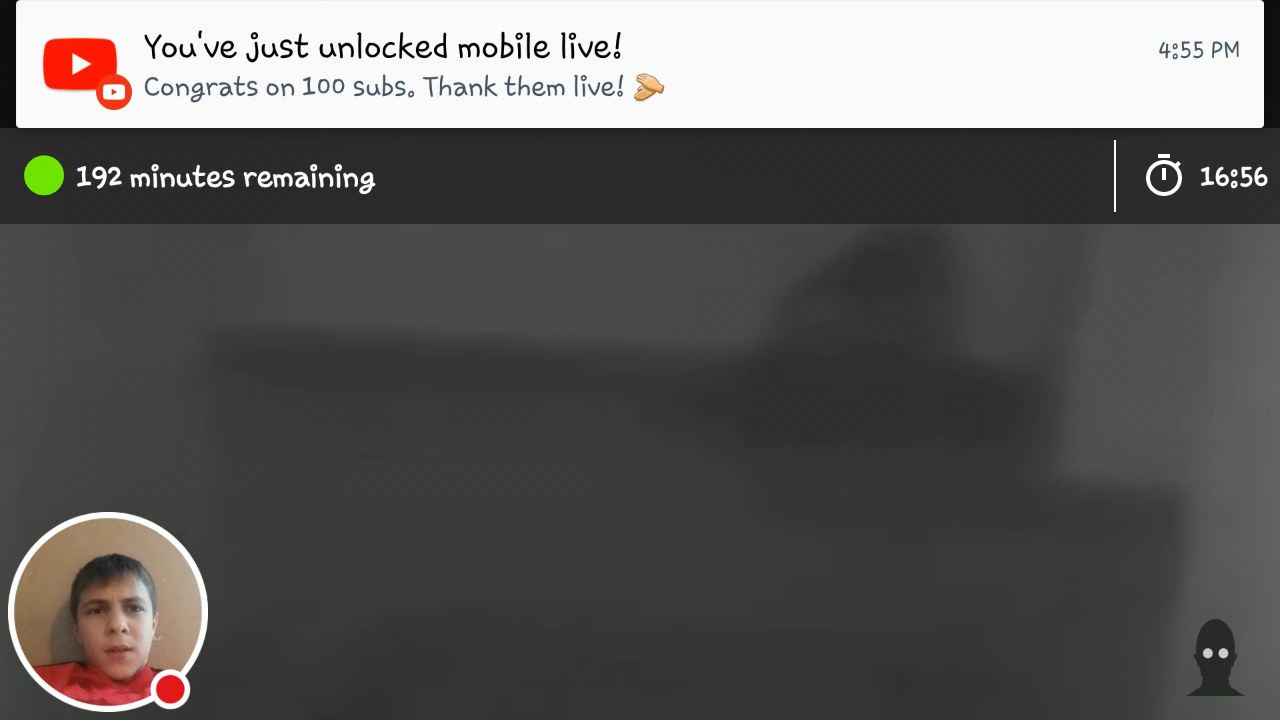 You've just unlocked mobile live!
4:55 PM
Congrats on 100 subs. Thank them live! 👏
192 minutes remaining
16:56